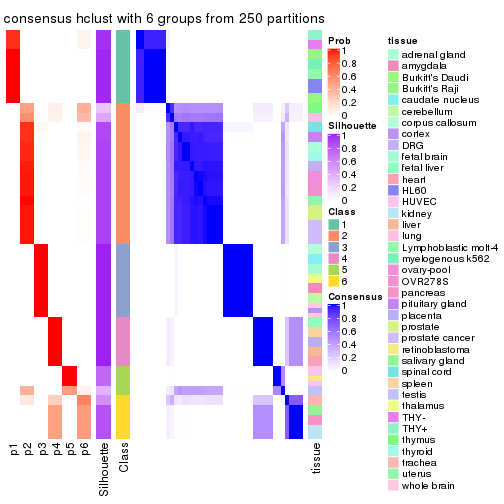 consensus hclust with 6 groups from 250 partitions
Prob
1
0.8
0.6
0.4
0.2
0
Silhouette
1
0.8
0.6
0.4
0.2
0
Class
1
2
3
4
5
6
Consensus
1
0.8
0.6
0.4
0.2
0
tissue
adrenal gland
amygdala
Burkitt's Daudi
Burkitt's Raji
caudate nucleus
cerebellum
corpus callosum
cortex
DRG
fetal brain
fetal liver
heart
HL60
HUVEC
kidney
liver
lung
Lymphoblastic molt-4
myelogenous k562
ovary-pool
OVR278S
pancreas
pituitary gland
placenta
prostate
prostate cancer
retinoblastoma
salivary gland
spinal cord
spleen
testis
thalamus
THY-
THY+
thymus
thyroid
trachea
uterus
whole brain
p1
p2
p3
p4
p5
p6
Silhouette
Class
tissue